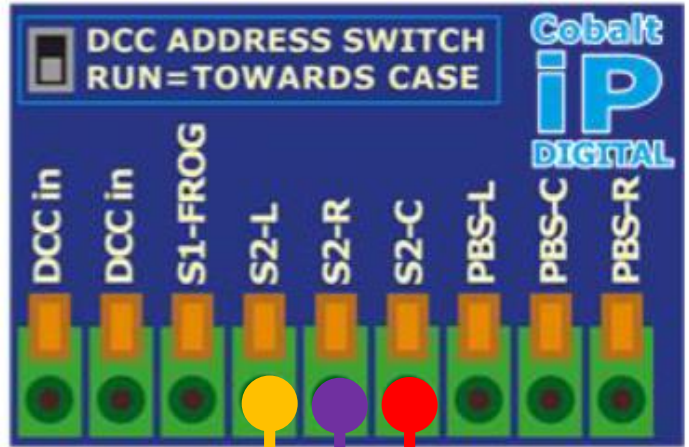 DCC ADDRESS SWITCH
RUN=TOWARDS CASE
Cobalt
iP
DIGITAL
DCC in
DCC in
S1-FROG
S2-L
S2-R
S2-C
PBS-L
PBS-C
PBS-R